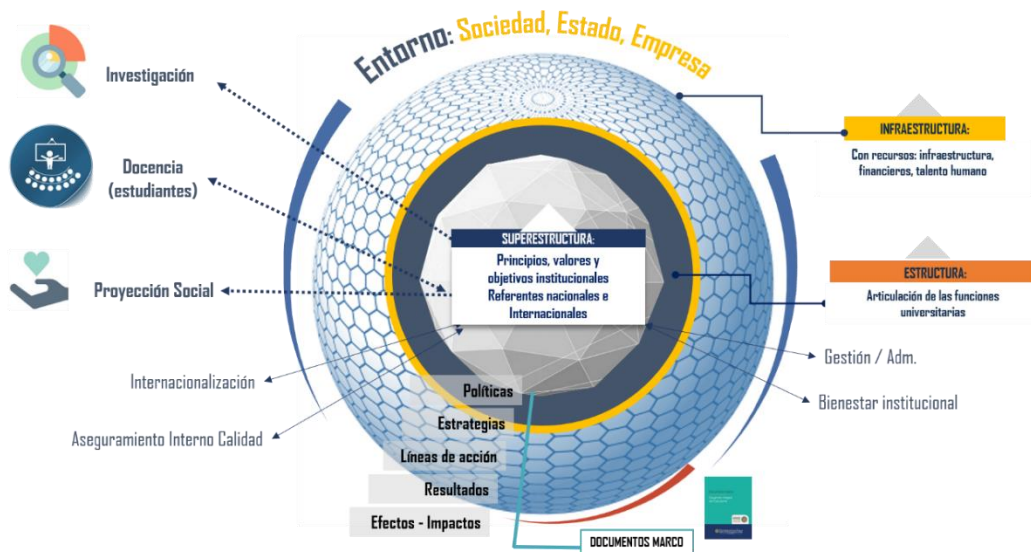 Entorno: Sociedad, Estado, Empresa
Investigación
Docencia
(estudiantes)
Proyección Social
Internacionalización
Aseguramiento Interno Calidad
SUPERESTRUCTURA:
Principios, valores y
objetivos institucionales
Referentes nacionales e
Internacionales
Políticas
Estrategias
Líneas de acción
Resultados
Efectos - Impactos
DOCUMENTOS MARCO
INFRAESTRUCTURA:
Con recursos: infraestructura,
financieros, talento humano
ESTRUCTURA:
Articulación de las funciones
universitarias
Gestión / Adm.
Bienestar institucional